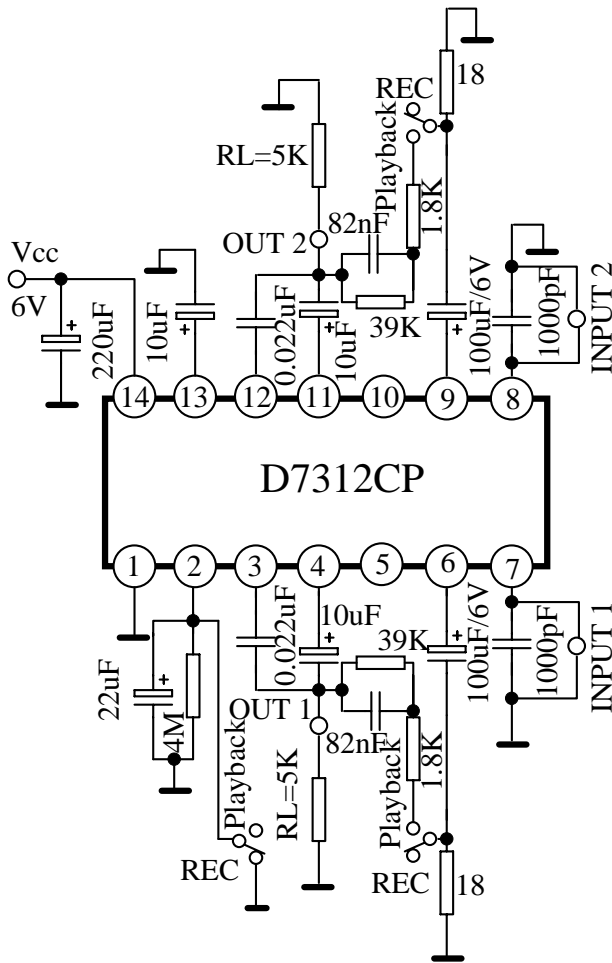 18
REC
RL=5K
Playback
1.8K
82nF
OUT 2
Vcc
6V
220uF
10uF
0.022uF
10uF
39K
100uF/6V
1000pF
INPUT 2
14
13
12
11
10
9
8
D7312CP
1
2
3
4
5
6
7
22uF
4M
0.022uF
10uF
39K
100uF/6V
1000pF
INPUT 1
OUT 1
82nF
Playback
RL=5K
Playback
1.8K
REC
REC
18